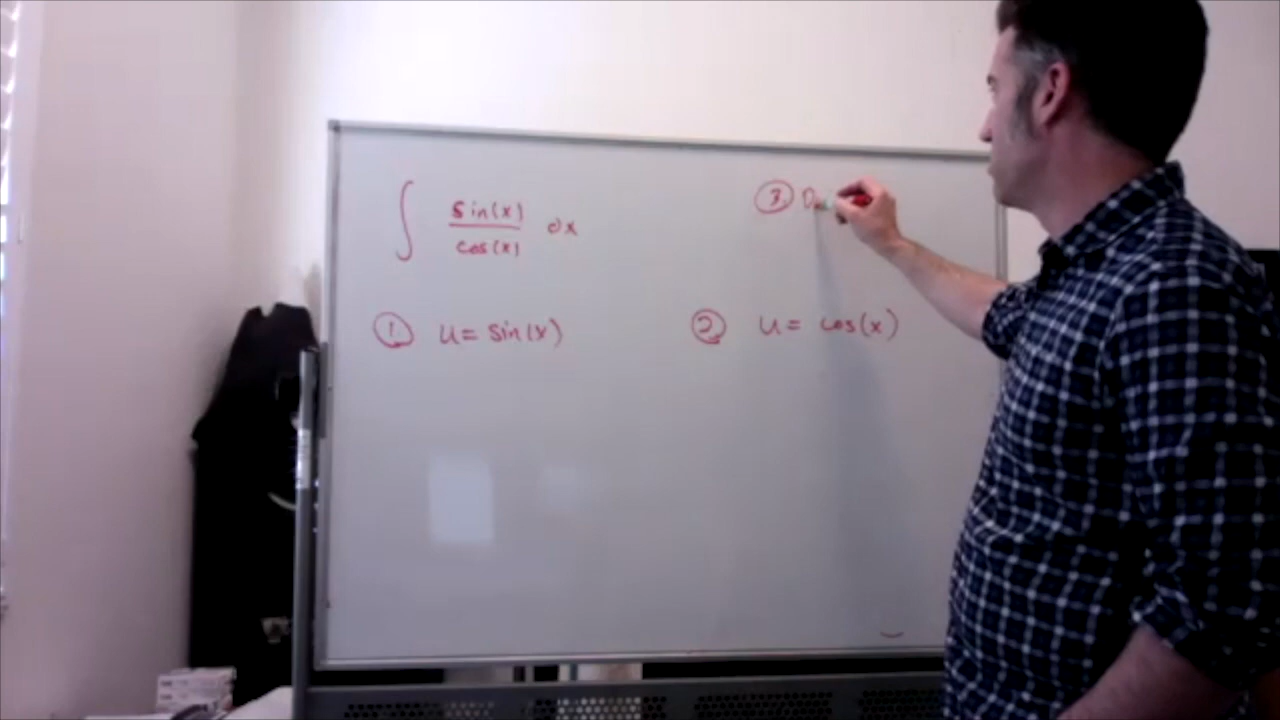 ∫ sin(x)/cos(x) dx
③ D
① u = sin(x)
② u = cos(x)